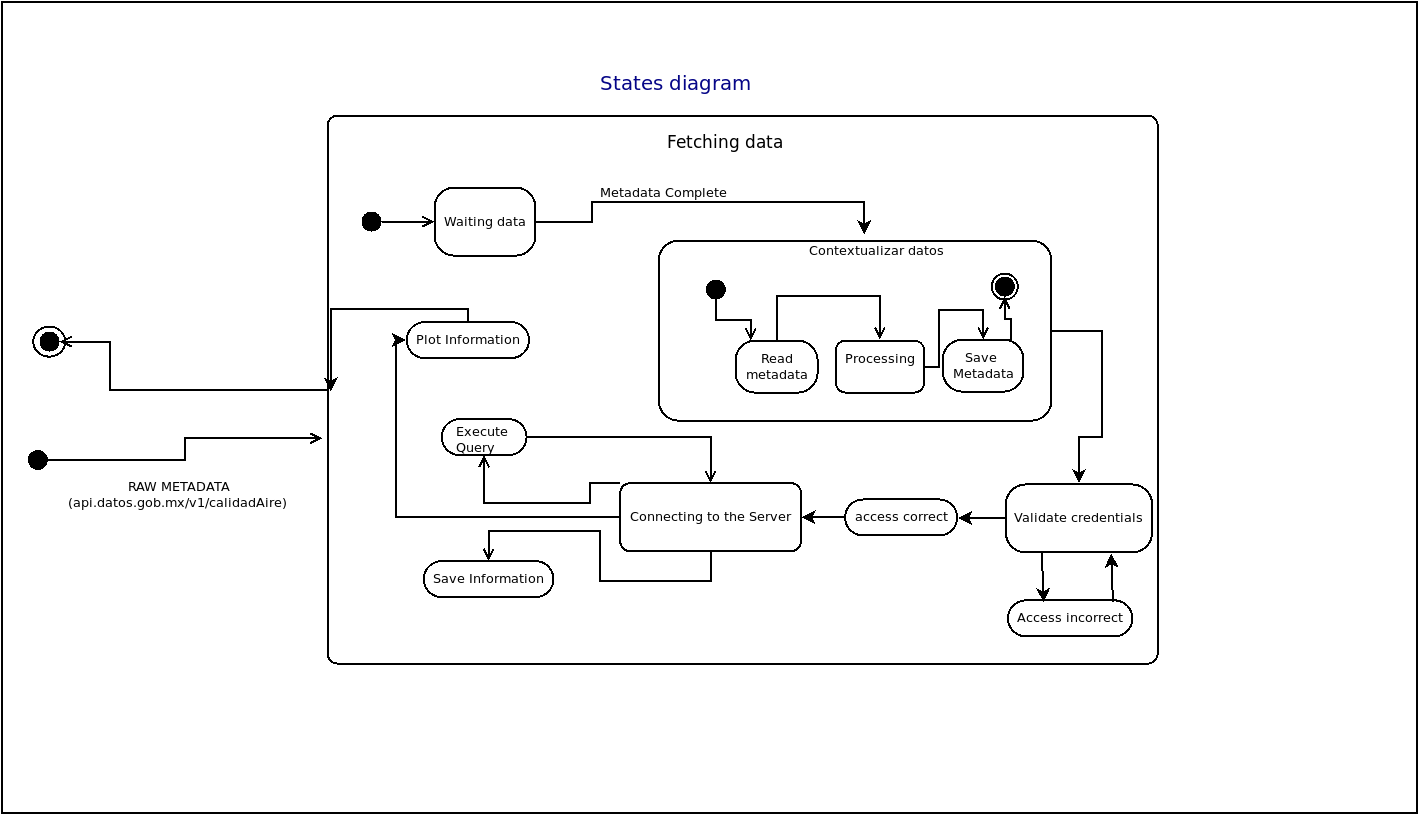 States diagram
Fetching data
Waiting data
Metadata Complete
Contextualizar datos
Read
metadata
Processing
Save
Metadata
Plot Information
Execute
Query
RAW METADATA
(api.datos.gob.mx/v1/calidadAire)
Connecting to the Server
access correct
Validate credentials
Save Information
Access incorrect